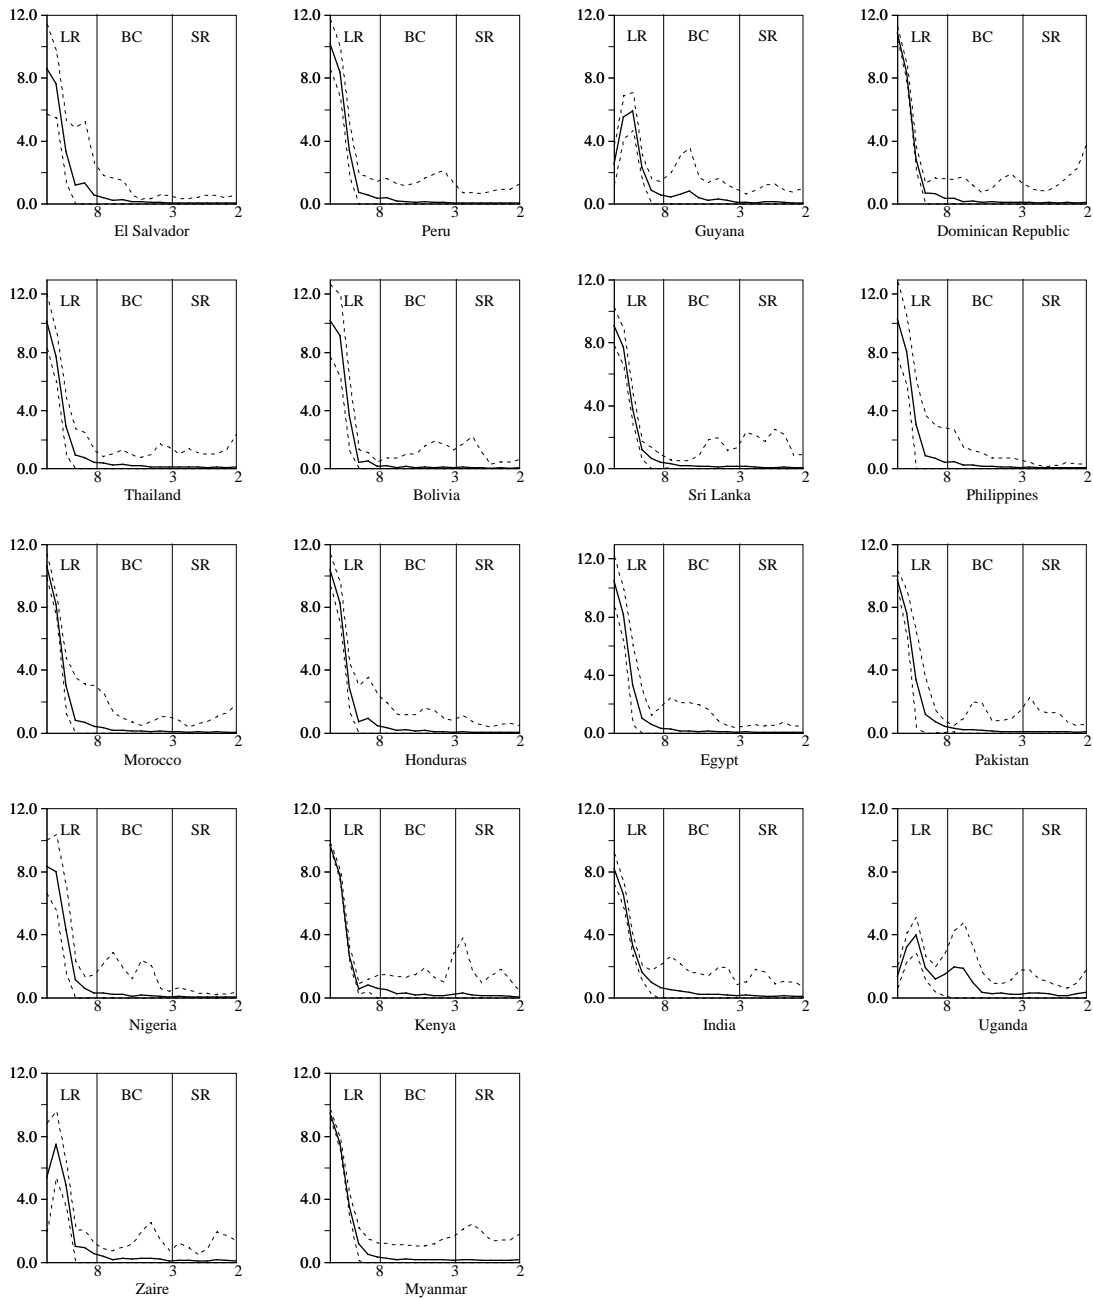 12.0 8.0 4.0 0.0 LR BC SR 8 3 2
El Salvador
12.0 8.0 4.0 0.0 LR BC SR 8 3 2
Peru
12.0 8.0 4.0 0.0 LR BC SR 8 3 2
Guyana
12.0 8.0 4.0 0.0 LR BC SR 8 3 2
Dominican Republic
12.0 8.0 4.0 0.0 LR BC SR 8 3 2
Thailand
12.0 8.0 4.0 0.0 LR BC SR 8 3 2
Bolivia
12.0 8.0 4.0 0.0 LR BC SR 8 3 2
Sri Lanka
12.0 8.0 4.0 0.0 LR BC SR 8 3 2
Philippines
12.0 8.0 4.0 0.0 LR BC SR 8 3 2
Morocco
12.0 8.0 4.0 0.0 LR BC SR 8 3 2
Honduras
12.0 8.0 4.0 0.0 LR BC SR 8 3 2
Egypt
12.0 8.0 4.0 0.0 LR BC SR 8 3 2
Pakistan
12.0 8.0 4.0 0.0 LR BC SR 8 3 2
Nigeria
12.0 8.0 4.0 0.0 LR BC SR 8 3 2
Kenya
12.0 8.0 4.0 0.0 LR BC SR 8 3 2
India
12.0 8.0 4.0 0.0 LR BC SR 8 3 2
Uganda
12.0 8.0 4.0 0.0 LR BC SR 8 3 2
Zaire
12.0 8.0 4.0 0.0 LR BC SR 8 3 2
Myanmar